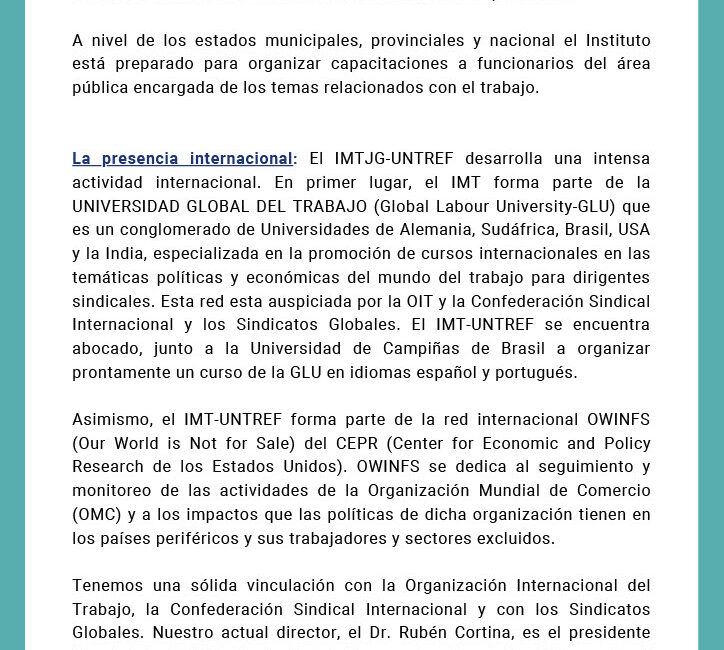 A nivel de los estados municipales, provinciales y nacional el Instituto
está preparado para organizar capacitaciones a funcionarios del área
pública encargada de los temas relacionados con el trabajo.
La presencia internacional: El IMTJG-UNTREF desarrolla una intensa
actividad internacional. En primer lugar, el IMT forma parte de la
UNIVERSIDAD GLOBAL DEL TRABAJO (Global Labour University-GLU) que
es un conglomerado de Universidades de Alemania, Sudáfrica, Brasil, USA
y la India, especializada en la promoción de cursos internacionales en las
temáticas políticas y económicas del mundo del trabajo para dirigentes
sindicales. Esta red esta auspiciada por la OIT y la Confederación Sindical
Internacional y los Sindicatos Globales. El IMT-UNTREF se encuentra
abocado, junto a la Universidad de Campiñas de Brasil a organizar
prontamente un curso de la GLU en idiomas español y portugués.
Asimismo, el IMT-UNTREF forma parte de la red internacional OWINFS
(Our World is Not for Sale) del CEPR (Center for Economic and Policy
Research de los Estados Unidos). OWINFS se dedica al seguimiento y
monitoreo de las actividades de la Organización Mundial de Comercio
(OMC) y a los impactos que las políticas de dicha organización tienen en
los países periféricos y sus trabajadores y sectores excluidos.
Tenemos una sólida vinculación con la Organización Internacional del
Trabajo, la Confederación Sindical Internacional y con los Sindicatos
Globales. Nuestro actual director, el Dr. Rubén Cortina, es el presidente